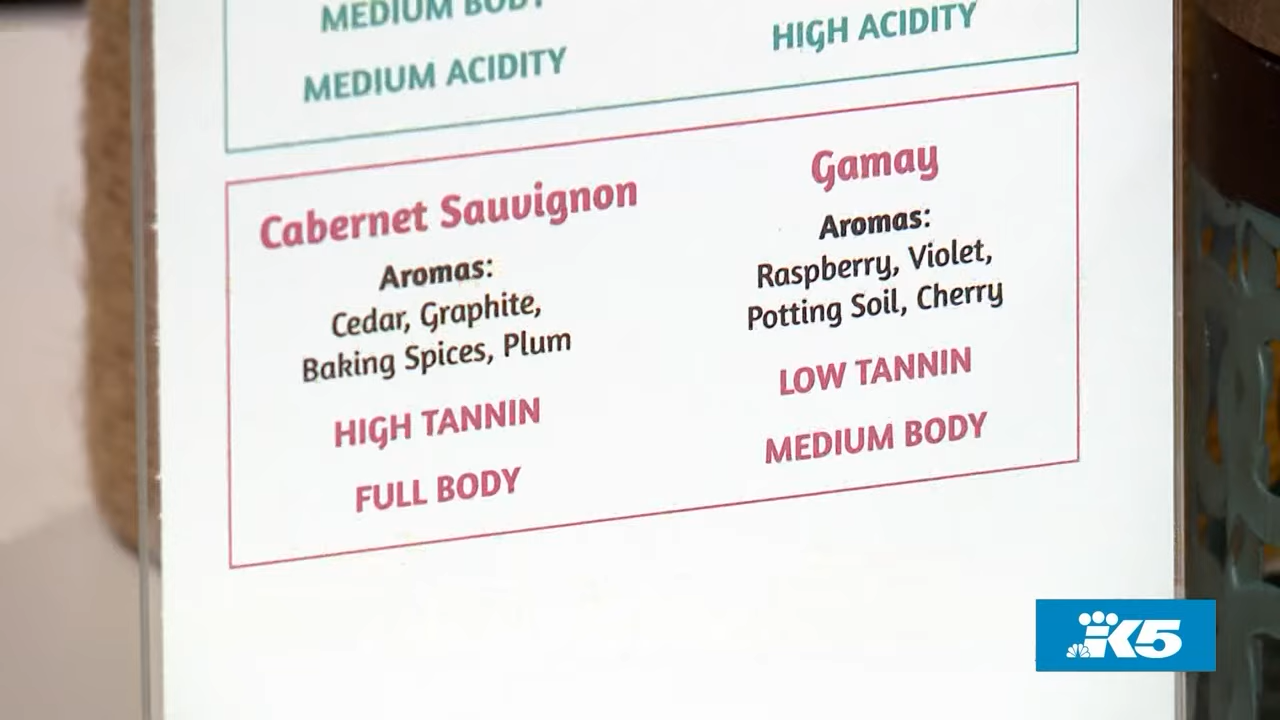 MEDIUM BODY
MEDIUM ACIDITY
HIGH ACIDITY
Cabernet Sauvignon
Aromas:
Cedar, Graphite,
Baking Spices, Plum
HIGH TANNIN
FULL BODY
Gamay
Aromas:
Raspberry, Violet,
Potting Soil, Cherry
LOW TANNIN
MEDIUM BODY
K5